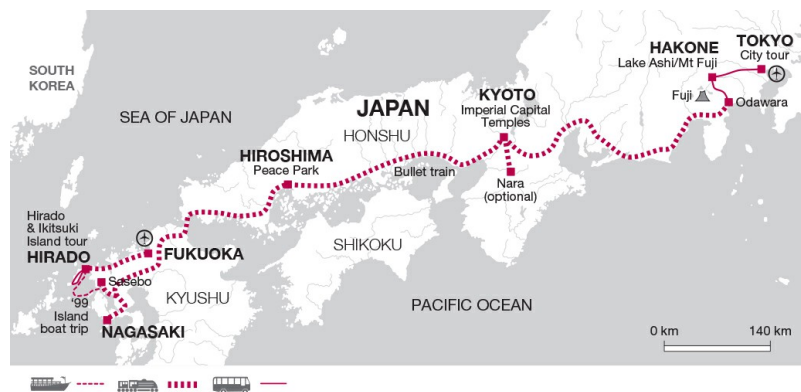 SOUTH
KOREA
SEA OF JAPAN
JAPAN
HONSHU
HIROSHIMA
Peace Park
KYOTO
Imperial Capital
Temples
Bullet train
Nara
(optional)
HAKONE
Lake Ashi/Mt Fuji
TOKYO
City tour
Fuji
Odawara
Hirado
& Ikitsuki
Island tour
HIRADO
FUKUOKA
Sasebo
'99
Island
boat trip
NAGASAKI
KYUSHU
SHIKOKU
PACIFIC OCEAN
0 km
140 km